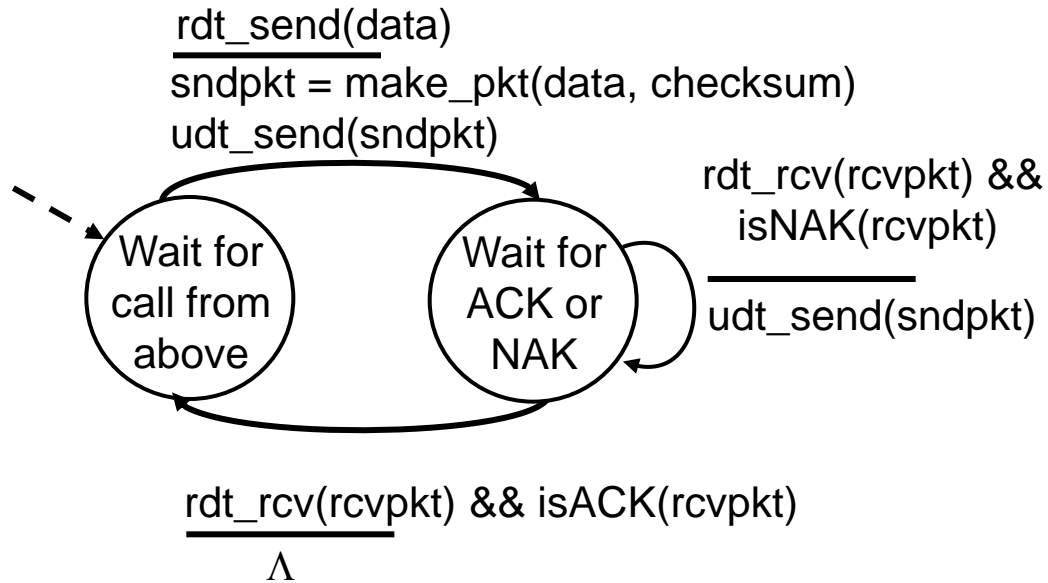 rdt_send(data)
sndpkt = make_pkt(data, checksum)
udt_send(sndpkt)
rdt_rcv(rcvpkt) &&
isNAK(rcvpkt)
udt_send(sndpkt)
Wait for
call from
above
Wait for
ACK or
NAK
rdt_rcv(rcvpkt) && isACK(rcvpkt)
Λ